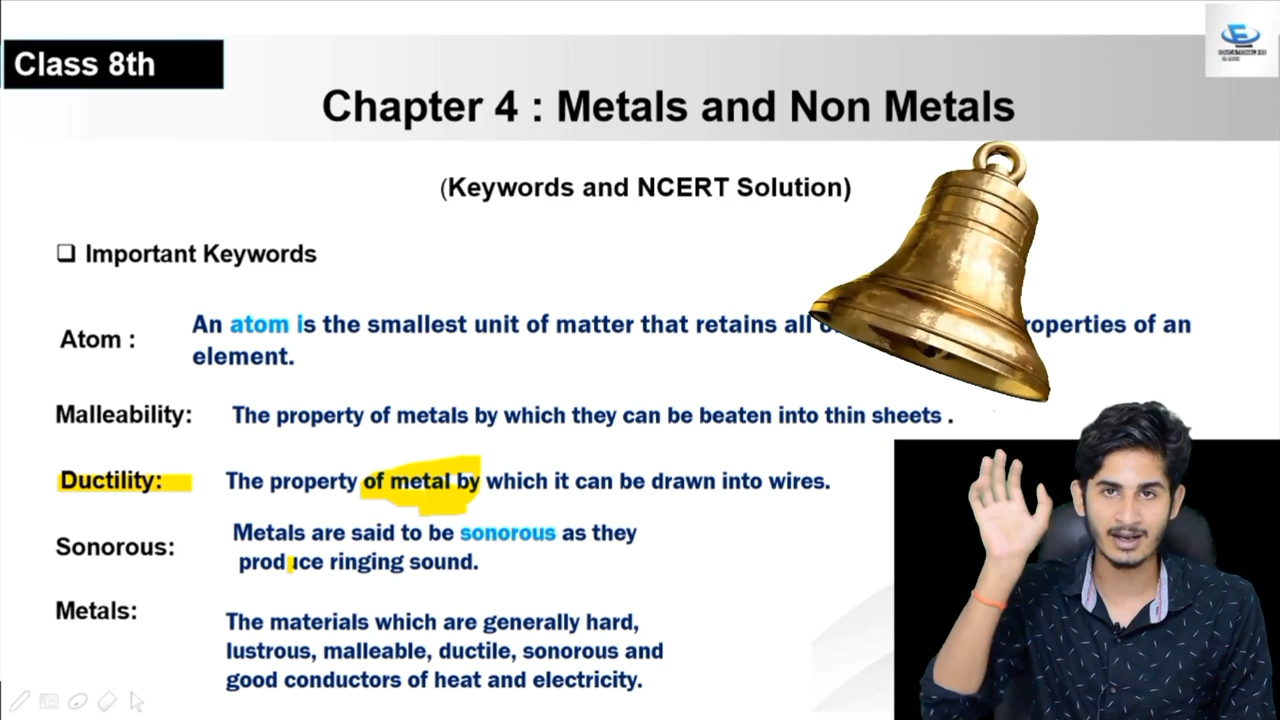 Class 8th
Chapter 4 : Metals and Non Metals
(Keywords and NCERT Solution)
❑ Important Keywords
Atom :
An atom is the smallest unit of matter that retains all roperties of an
element.
Malleability: The property of metals by which they can be beaten into thin sheets .
Ductility: The property of metal by which it can be drawn into wires.
Sonorous:
Metals are said to be sonorous as they
produce ringing sound.
Metals:
The materials which are generally hard,
lustrous, malleable, ductile, sonorous and
good conductors of heat and electricity.